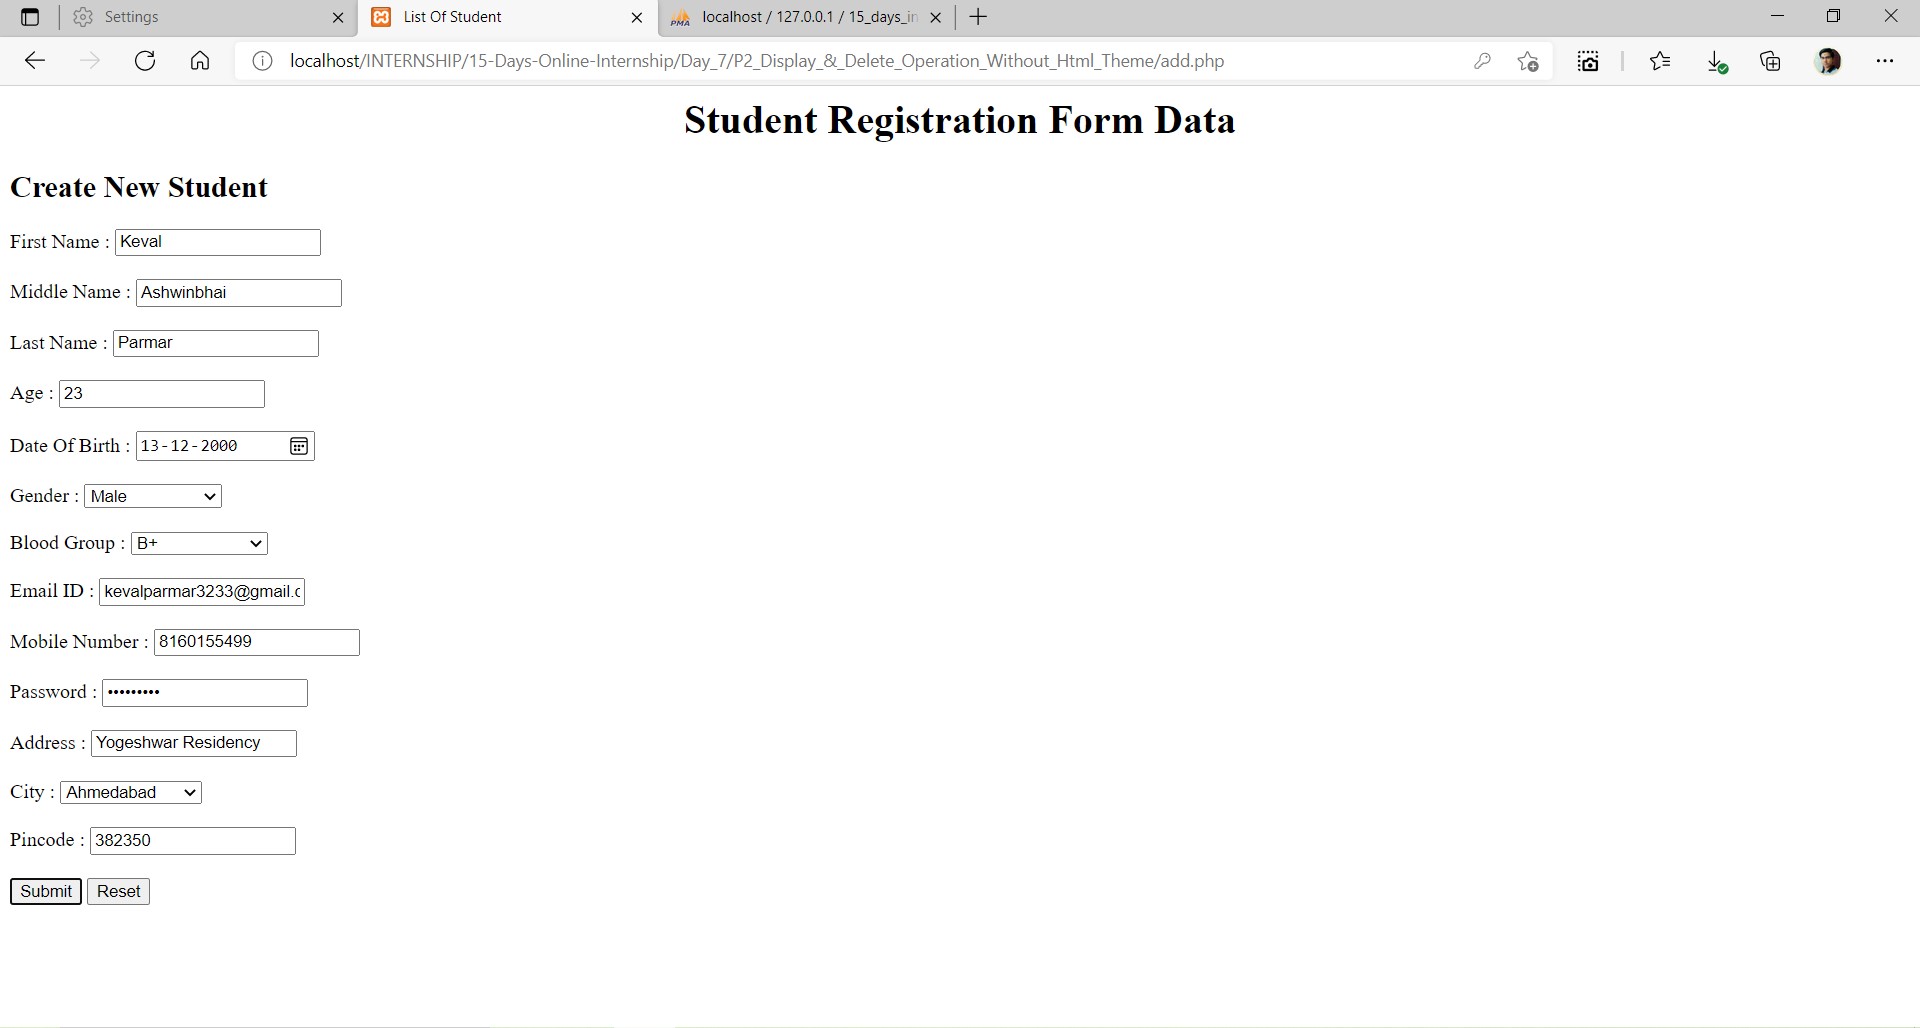 Settings
List Of Student
PMA localhost / 127.0.0.1 / 15_days_in
localhost/INTERNSHIP/15-Days-Online-Internship/Day_7/P2_Display_&_Delete_Operation_Without_Html_Theme/add.php
Student Registration Form Data
Create New Student
First Name : Keval
Middle Name : Ashwinbhai
Last Name : Parmar
Age : 23
Date Of Birth : 13-12-2000
Gender : Male
Blood Group : B+
Email ID : kevalparmar3233@gmail.c
Mobile Number : 8160155499
Password : •••••••••
Address : Yogeshwar Residency
City : Ahmedabad
Pincode : 382350
Submit Reset